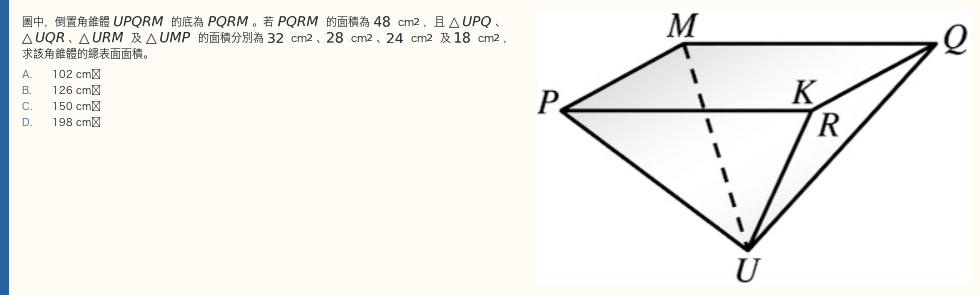 圖中，倒置角錐體 UPQRM 的底為 PQRM 。若 PQRM 的面積為 48 cm2 ，且 △UPQ 、
△UQR 、△URM 及 △UMP 的面積分別為 32 cm2 、28 cm2 、24 cm2 及 18 cm2 ，
求該角錐體的總表面面積。
A. 102 cm
B. 126 cm
C. 150 cm
D. 198 cm
M
Q
K
P
R
U